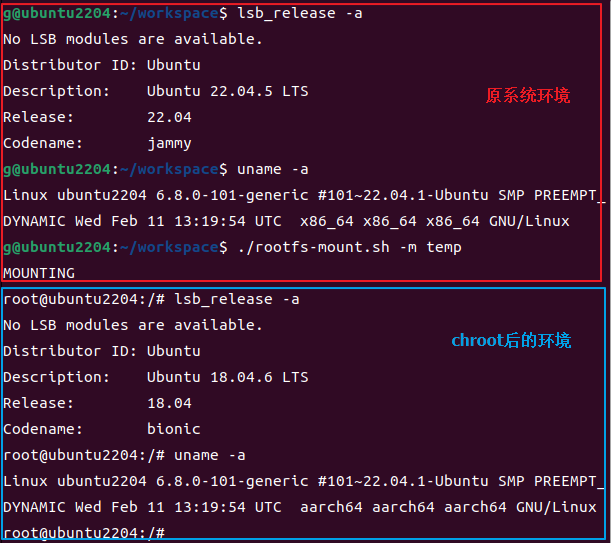 g@ubuntu2204:~/workspace$ lsb_release -a
No LSB modules are available.
Distributor ID: Ubuntu
Description:    Ubuntu 22.04.5 LTS
原系统环境
Release:        22.04
Codename:       jammy
g@ubuntu2204:~/workspace$ uname -a
Linux ubuntu2204 6.8.0-101-generic #101~22.04.1-Ubuntu SMP PREEMPT_
DYNAMIC Wed Feb 11 13:19:54 UTC  x86_64 x86_64 x86_64 GNU/Linux
g@ubuntu2204:~/workspace$ ./rootfs-mount.sh -m temp
MOUNTING
root@ubuntu2204:/# lsb_release -a
No LSB modules are available.
chroot后的环境
Distributor ID: Ubuntu
Description:    Ubuntu 18.04.6 LTS
Release:        18.04
Codename:       bionic
root@ubuntu2204:/# uname -a
Linux ubuntu2204 6.8.0-101-generic #101~22.04.1-Ubuntu SMP PREEMPT_
DYNAMIC Wed Feb 11 13:19:54 UTC  aarch64 aarch64 aarch64 GNU/Linux
root@ubuntu2204:/#